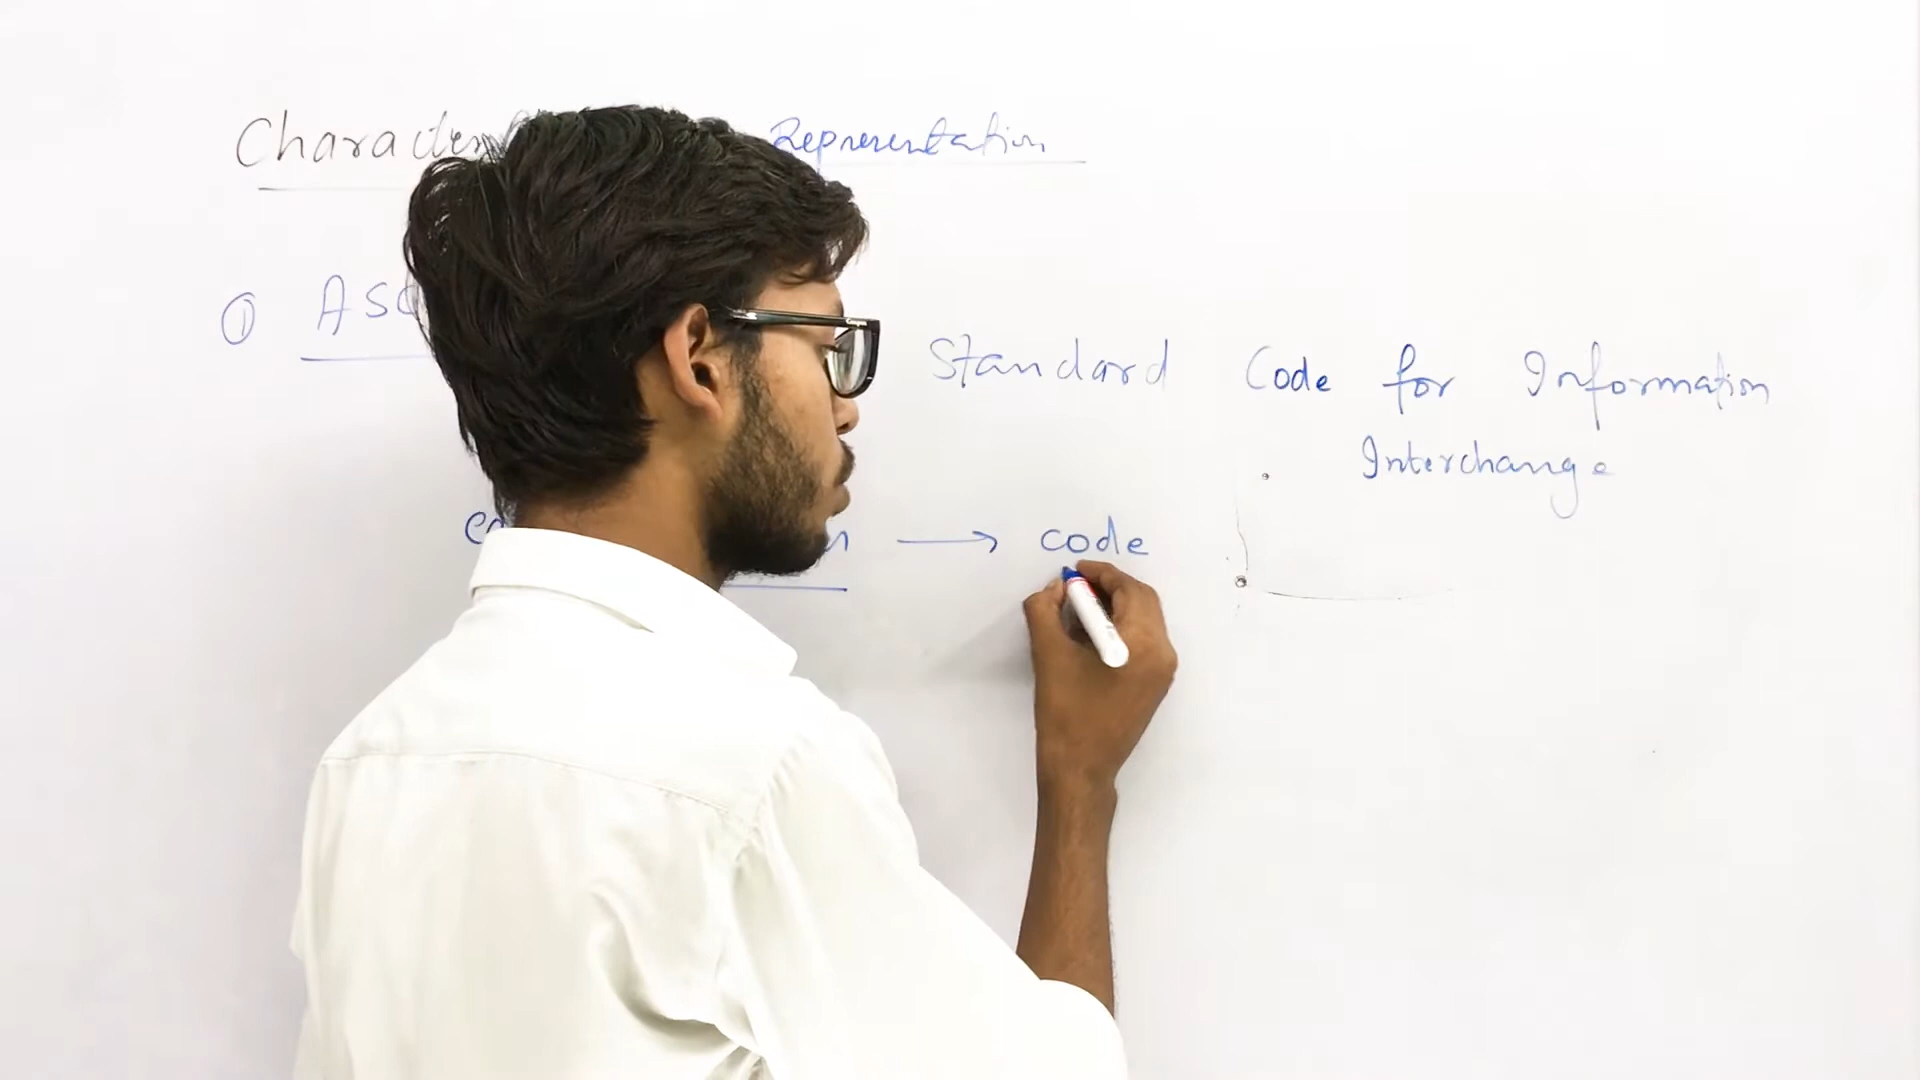 Character Representation
① ASC
Standard Code for Information
Interchange
→ code